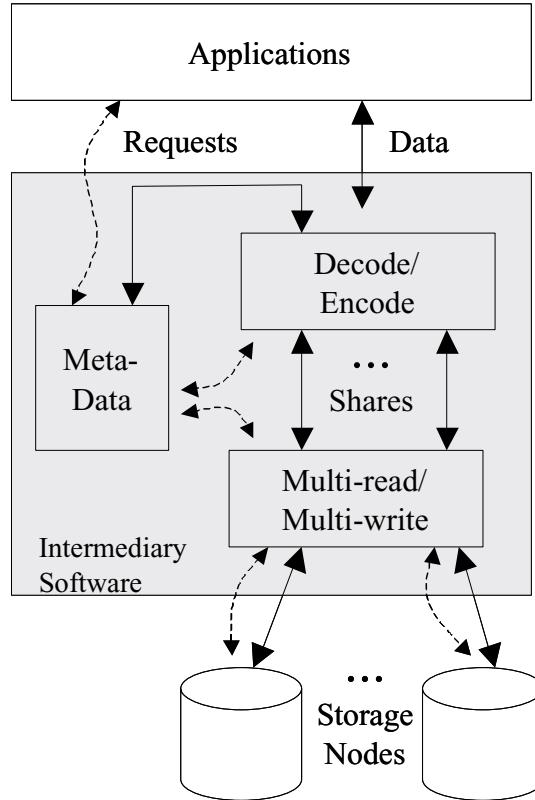 Applications
Requests
Data
Decode/
Encode
Meta-
Data
...
Shares
Multi-read/
Multi-write
Intermediary
Software
...
Storage
Nodes